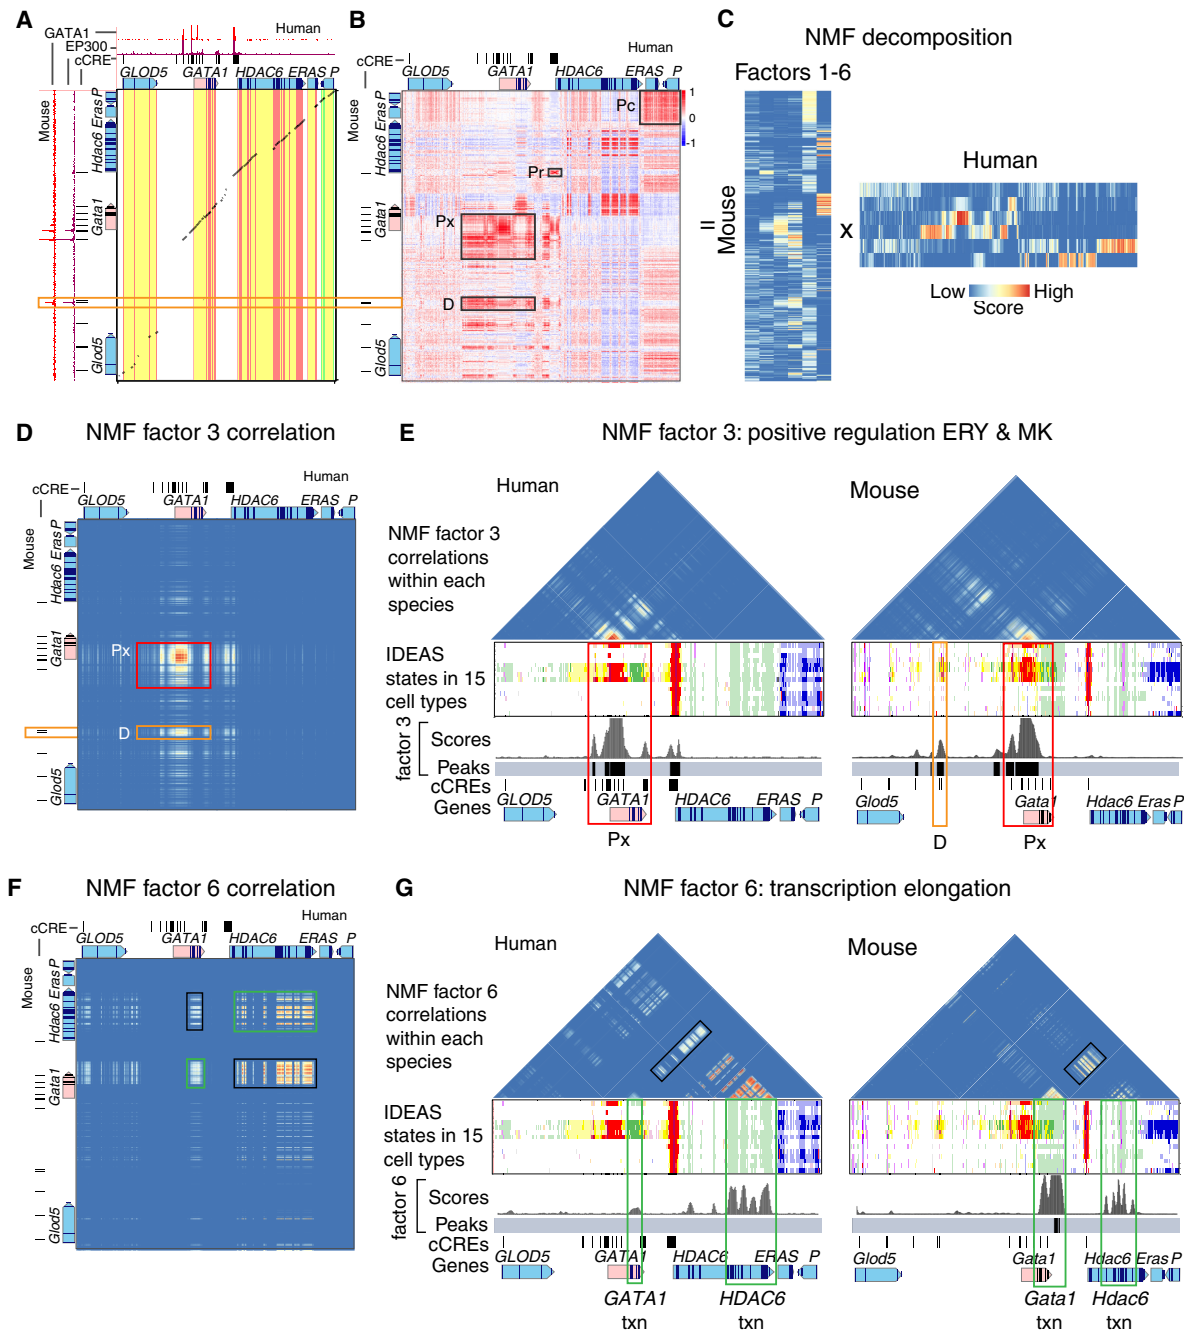 A
GATA1
EP300
cCRE
Human
GLOD5 GATA1 HDAC6 ERAS P
Mouse
Hdac6 Eras P
Gata1
Glod5
B
Human
cCRE
GLOD5 GATA1 HDAC6 ERAS P
Mouse
Hdac6 Eras P
Gata1
Glod5
Pc
Pr
Px
D
1
0
-1
C
NMF decomposition
Factors 1-6
=
Mouse
X
Human
Low High
Score
D NMF factor 3 correlation
Human
cCRE
GLOD5 GATA1 HDAC6 ERAS P
Mouse
Hdac6 Eras P
Gata1
Glod5
Px
D
E NMF factor 3: positive regulation ERY & MK
Human
Mouse
NMF factor 3
correlations
within each
species
IDEAS
states in 15
cell types
factor 3
Scores
Peaks
cCREs
Genes
GLOD5 GATA1 HDAC6 ERAS P
Px
Glod5 Gata1 Hdac6 Eras P
D Px
F NMF factor 6 correlation
Human
cCRE
GLOD5 GATA1 HDAC6 ERAS P
Mouse
Hdac6 Eras P
Gata1
Glod5
G NMF factor 6: transcription elongation
Human
Mouse
NMF factor 6
correlations
within each
species
IDEAS
states in 15
cell types
factor 6
Scores
Peaks
cCREs
Genes
GLOD5 GATA1 HDAC6 ERAS P
GATA1 HDAC6
txn txn
Glod5 Gata1 Hdac6 Eras P
Gata1 Hdac6
txn txn